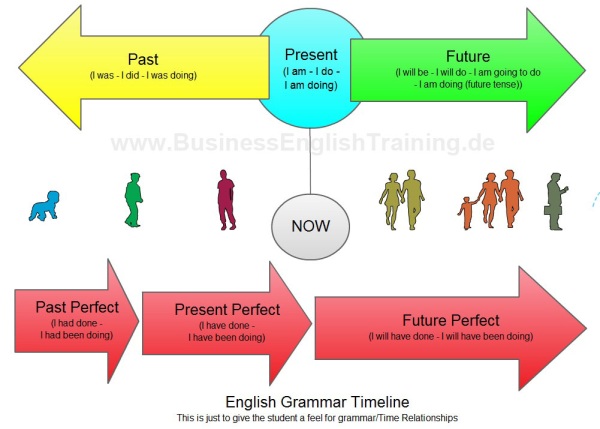 Past
(I was - I did - I was doing)
Present
(I am - I do -
I am doing)
Future
(I will be - I will do - I am going to do
- I am doing (future tense))
www.BusinessEnglishTraining.de
NOW
Past Perfect
(I had done -
I had been doing)
Present Perfect
(I have done -
I have been doing)
Future Perfect
(I will have done - I will have been doing)
English Grammar Timeline
This is just to give the student a feel for grammar/Time Relationships